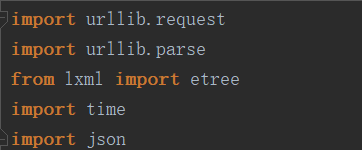 import urllib.request
import urllib.parse
from lxml import etree
import time
import json